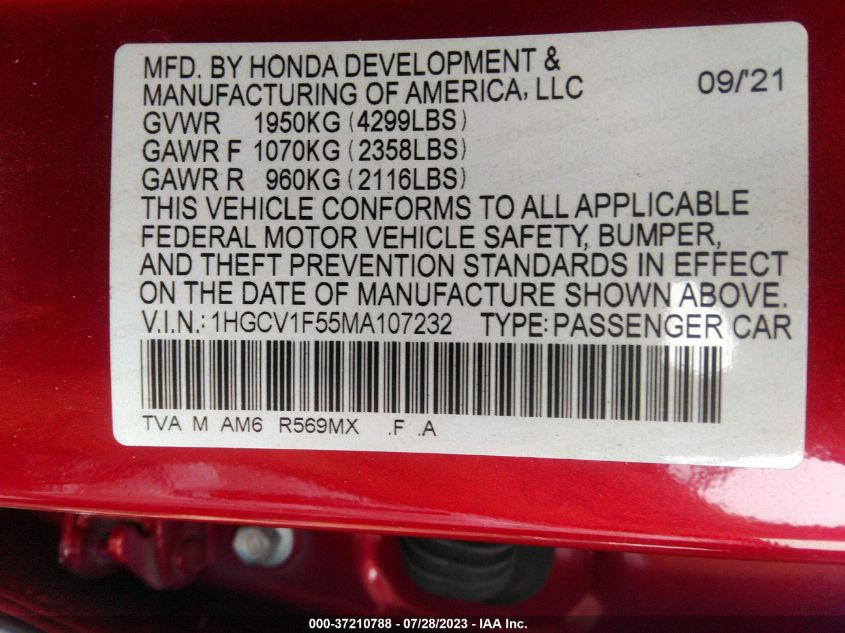 MFD. BY HONDA DEVELOPMENT &
MANUFACTURING OF AMERICA, LLC 09/'21
GVWR 1950KG (4299LBS)
GAWR F 1070KG (2358LBS)
GAWR R 960KG (2116LBS)
THIS VEHICLE CONFORMS TO ALL APPLICABLE
FEDERAL MOTOR VEHICLE SAFETY, BUMPER,
AND THEFT PREVENTION STANDARDS IN EFFECT
ON THE DATE OF MANUFACTURE SHOWN ABOVE.
V.I.N.: 1HGCV1F55MA107232 TYPE: PASSENGER CAR
TVA M AM6 R569MX .F .A
000-37210788 - 07/28/2023 - IAA Inc.